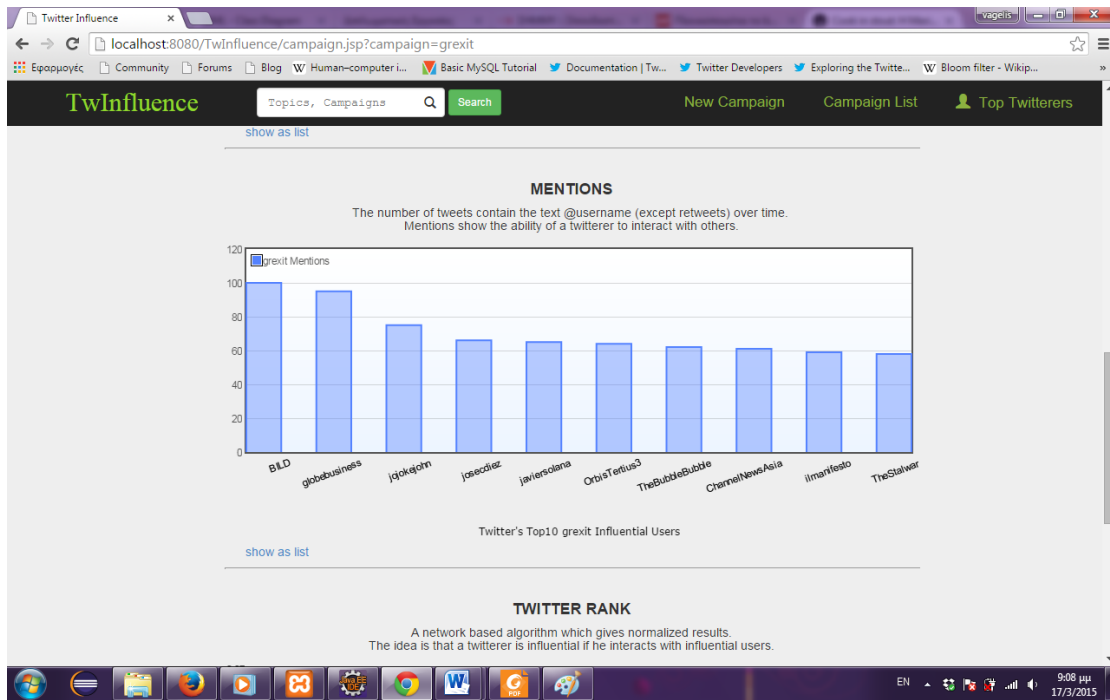 Twitter Influence
vagelis
localhost:8080/TwInfluence/campaign.jsp?campaign=grexit
Εφαρμογές Community Forums Blog Human–computer i... Basic MySQL Tutorial Documentation | Tw... Twitter Developers Exploring the Twitte... Bloom filter - Wikip... »
TwInfluence Topics, Campaigns Search New Campaign Campaign List Top Twitterers
show as list
MENTIONS
The number of tweets contain the text @username (except retweets) over time.
Mentions show the ability of a twitterer to interact with others.
120
grexit Mentions
100
80
60
40
20
0
BILD globebusiness jqjokejohn josecdiez javiersolana OrbisTertius3 TheBubbleBubble ChannelNewsAsia ilmanifesto TheStalwar
Twitter's Top10 grexit Influential Users
show as list
TWITTER RANK
A network based algorithm which gives normalized results.
The idea is that a twitterer is influential if he interacts with influential users.
EN 9:08 μμ
17/3/2015